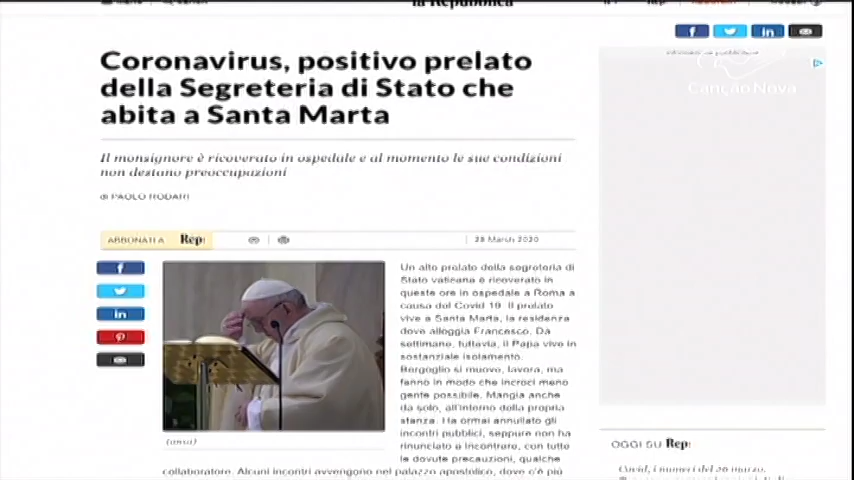 la Repubblica
Canção Nova
Coronavirus, positivo prelato
della Segreteria di Stato che
abita a Santa Marta
Il monsignore è ricoverato in ospedale e al momento le sue condizioni
non destano preoccupazioni
di PAOLO RODARI
ABBONATI A Rep:
28 March 2020
Un alto prelato della segreteria di
Stato vaticana è ricoverato in
queste ore in ospedale a Roma a
causa del Covid 19. Il prelato
vive a Santa Marta, la residenza
dove alloggia Francesco. Da
settimane, tuttavia, il Papa vive in
sostanziale isolamento.
Bergoglio si muove, lavora, ma
fanno in modo che incroci meno
gente possibile. Mangia anche
da solo, all'interno della propria
stanza. Ha ormai annullato gli
incontri pubblici, seppure non ha
rinunciato a incontrare, con tutte
le dovute precauzioni, qualche
collaboratore. Alcuni incontri avvengono nel palazzo apostolico, dove c'è più
(ansa)
OGGI SU Rep:
Covid, i numeri del 26 marzo.